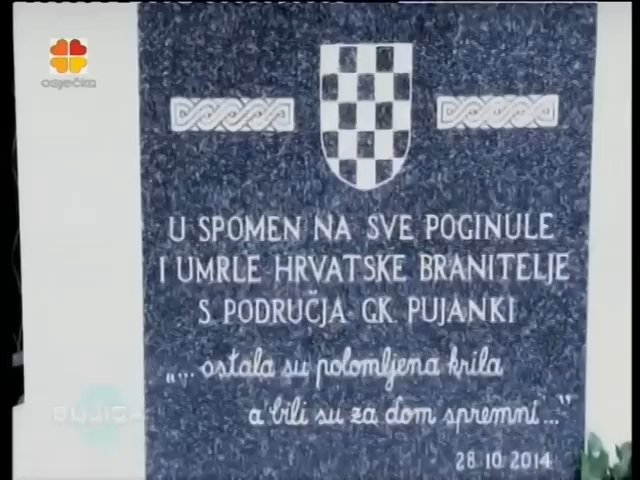 osječka
U SPOMEN NA SVE POGINULE
I UMRLE HRVATSKE BRANITELJE
S PODRUČJA GK. PUJANKI
„... ostala su polomljena krila
a bili su za dom spremni..."
BUJICA
28.10.2014